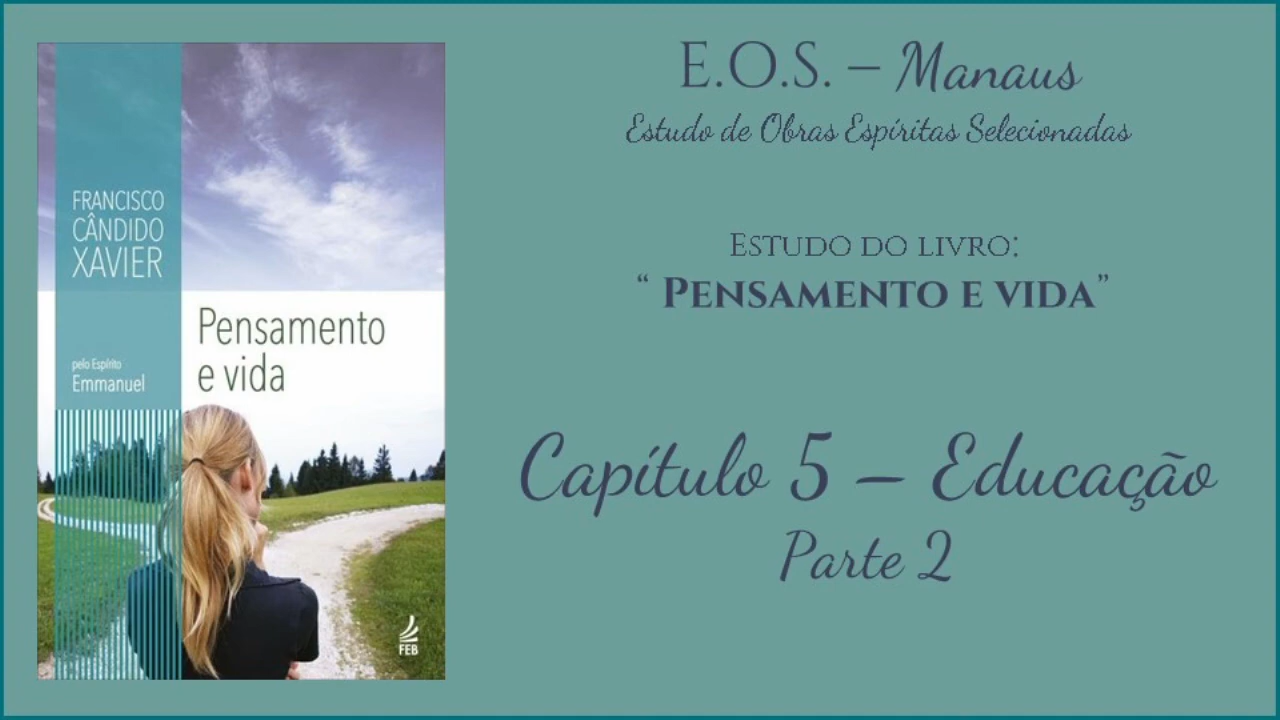 FRANCISCO
CÂNDIDO
XAVIER
Pensamento
e vida
pelo Espírito
Emmanuel
FEB
E.O.S. – Manaus
Estudo de Obras Espíritas Selecionadas
Estudo do livro:
“ Pensamento e vida”
Capítulo 5 – Educação
Parte 2